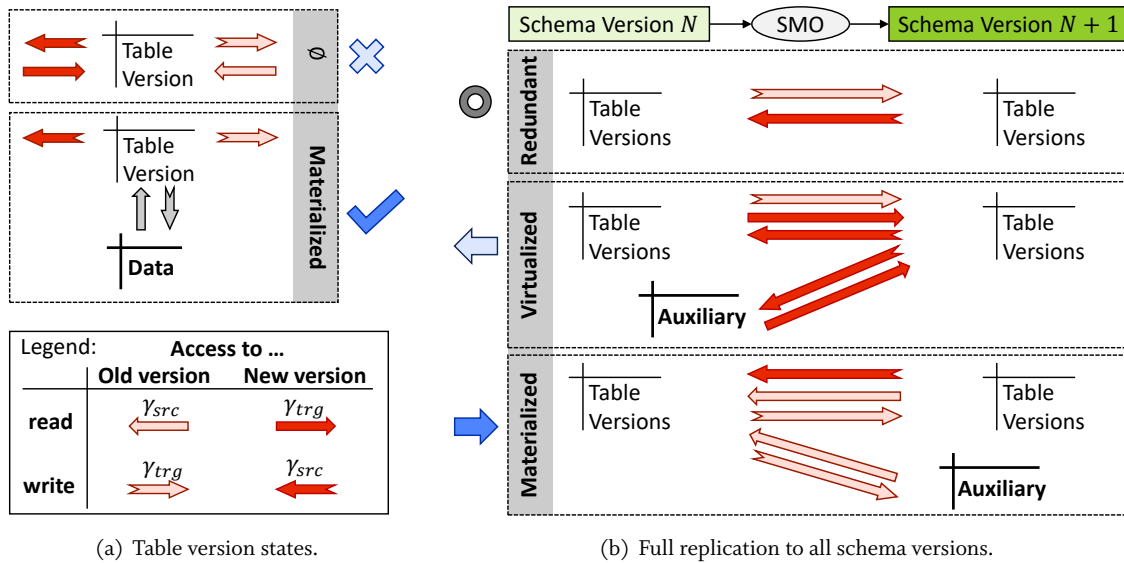 Table
Version
Ø
Table
Version
Data
Materialized
Legend:
Access to ...
Old version New version
read
γsrc γtrg
write
γtrg γsrc
(a) Table version states.
Schema Version N
SMO
Schema Version N + 1
Redundant
Table
Versions
Table
Versions
Virtualized
Table
Versions
Table
Versions
Auxiliary
Materialized
Table
Versions
Table
Versions
Auxiliary
(b) Full replication to all schema versions.